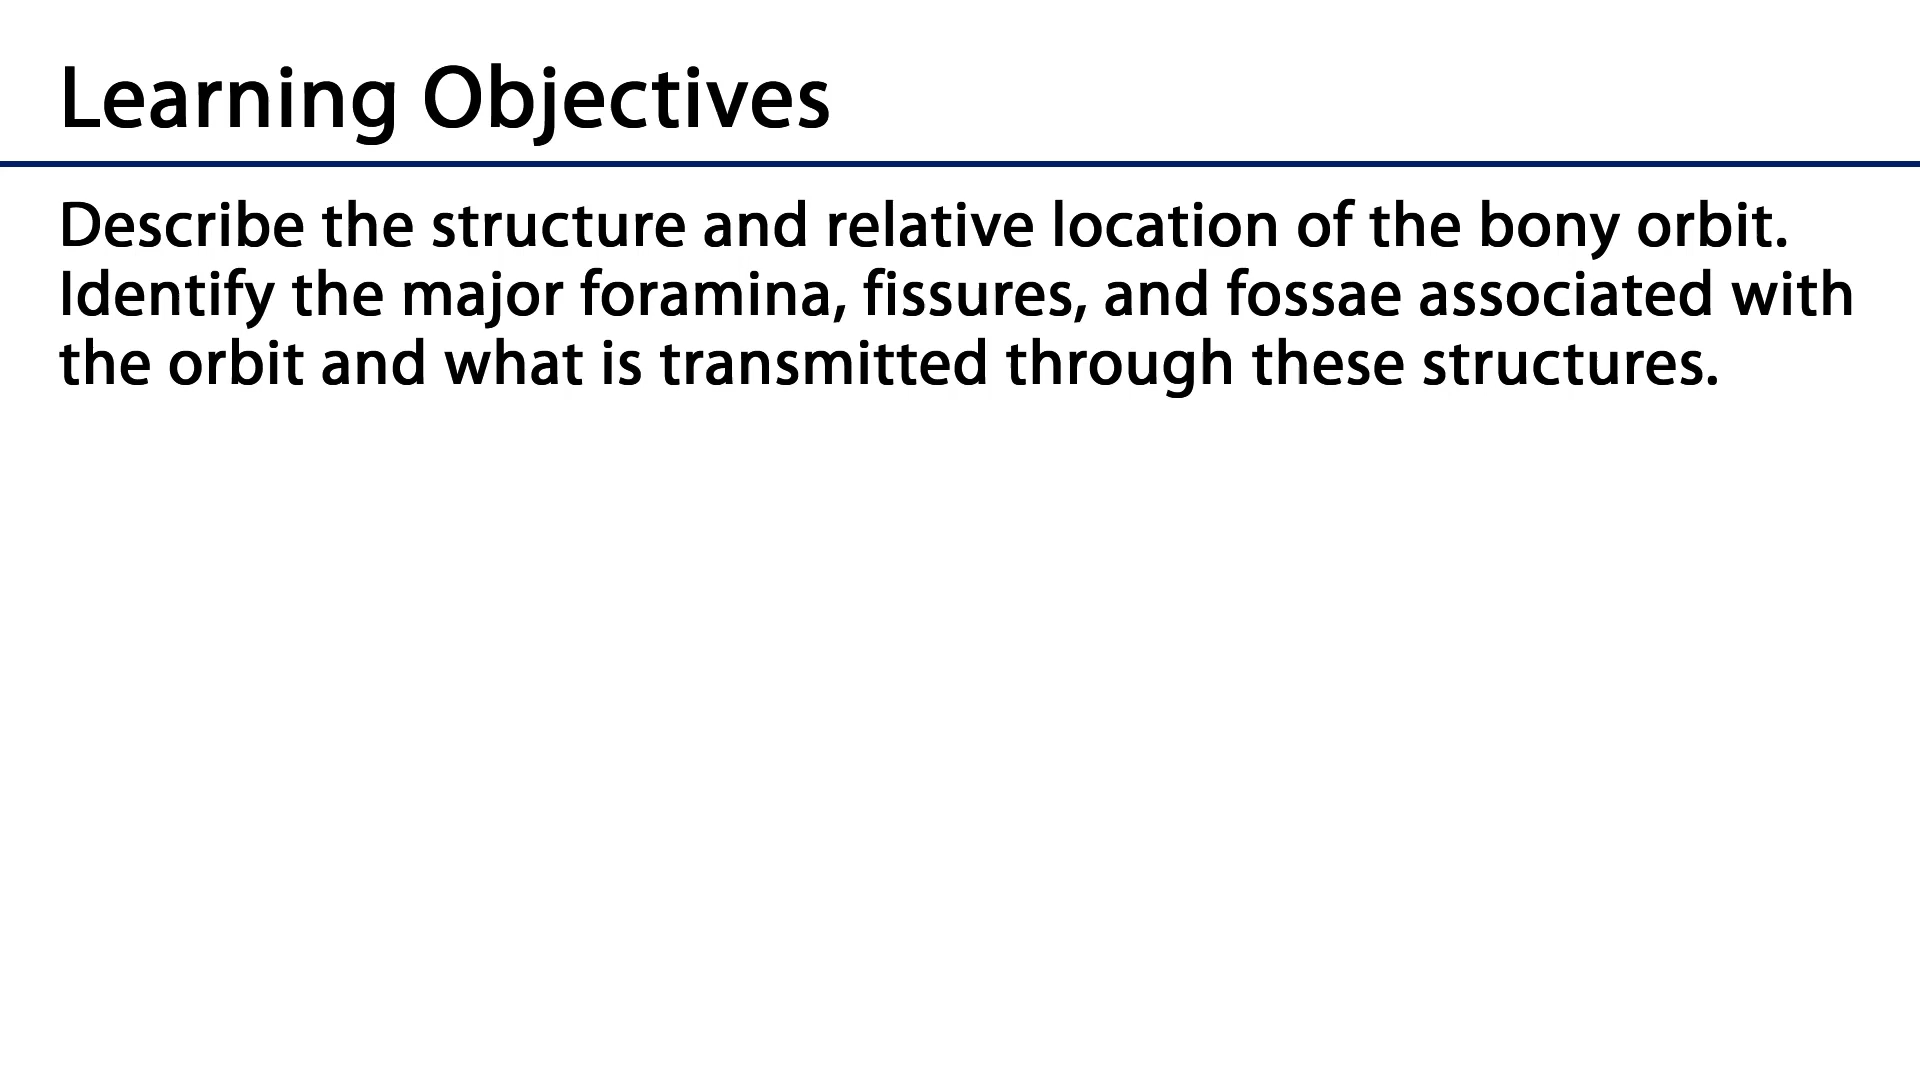 Learning Objectives
Describe the structure and relative location of the bony orbit.
Identify the major foramina, fissures, and fossae associated with
the orbit and what is transmitted through these structures.